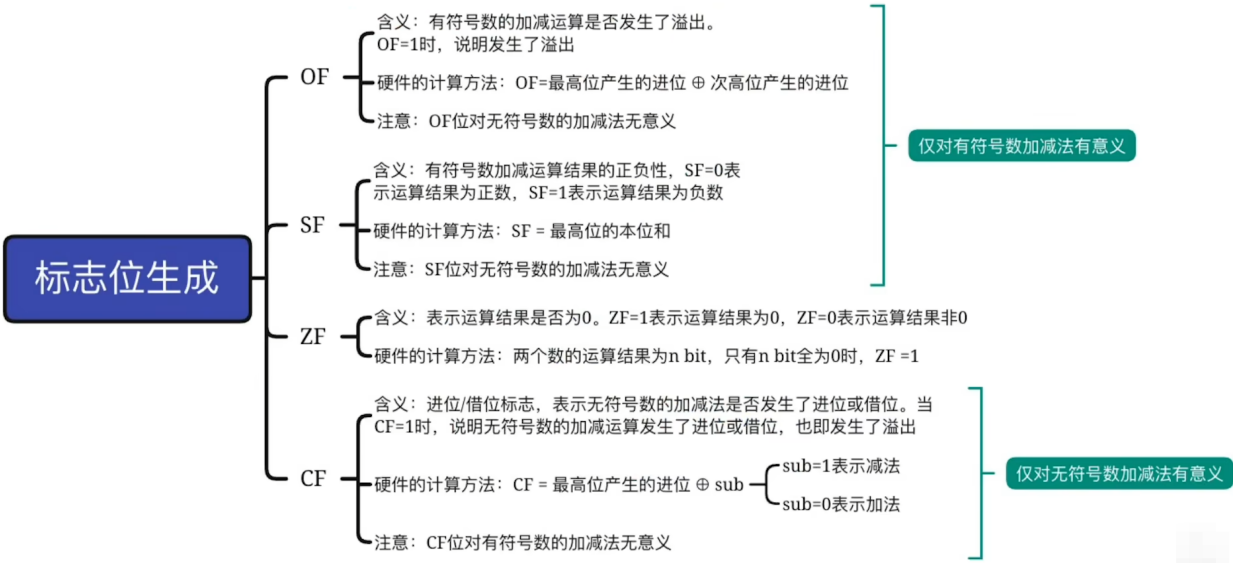 标志位生成
OF
含义：有符号数的加减运算是否发生了溢出。
OF=1时，说明发生了溢出
硬件的计算方法：OF=最高位产生的进位 ⊕ 次高位产生的进位
注意：OF位对无符号数的加减法无意义
SF
含义：有符号数加减运算结果的正负性，SF=0表
示运算结果为正数，SF=1表示运算结果为负数
硬件的计算方法：SF = 最高位的本位和
注意：SF位对无符号数的加减法无意义
仅对有符号数加减法有意义
ZF
含义：表示运算结果是否为0。ZF=1表示运算结果为0，ZF=0表示运算结果非0
硬件的计算方法：两个数的运算结果为n bit，只有n bit全为0时，ZF =1
CF
含义：进位/借位标志，表示无符号数的加减法是否发生了进位或借位。当
CF=1时，说明无符号数的加减运算发生了进位或借位，也即发生了溢出
硬件的计算方法：CF = 最高位产生的进位 ⊕ sub
sub=1表示减法
sub=0表示加法
注意：CF位对有符号数的加减法无意义
仅对无符号数加减法有意义